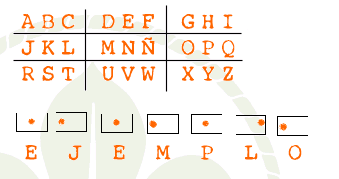 A B C D E F G H I
J K L M N Ñ O P Q
R S T U V W X Y Z
E J E M P L O